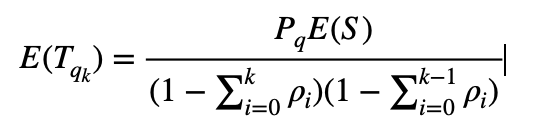 E(T_{q_k}) = \frac{P_q E(S)}{(1 - \sum_{i=0}^{k} \rho_i)(1 - \sum_{i=0}^{k-1} \rho_i)}